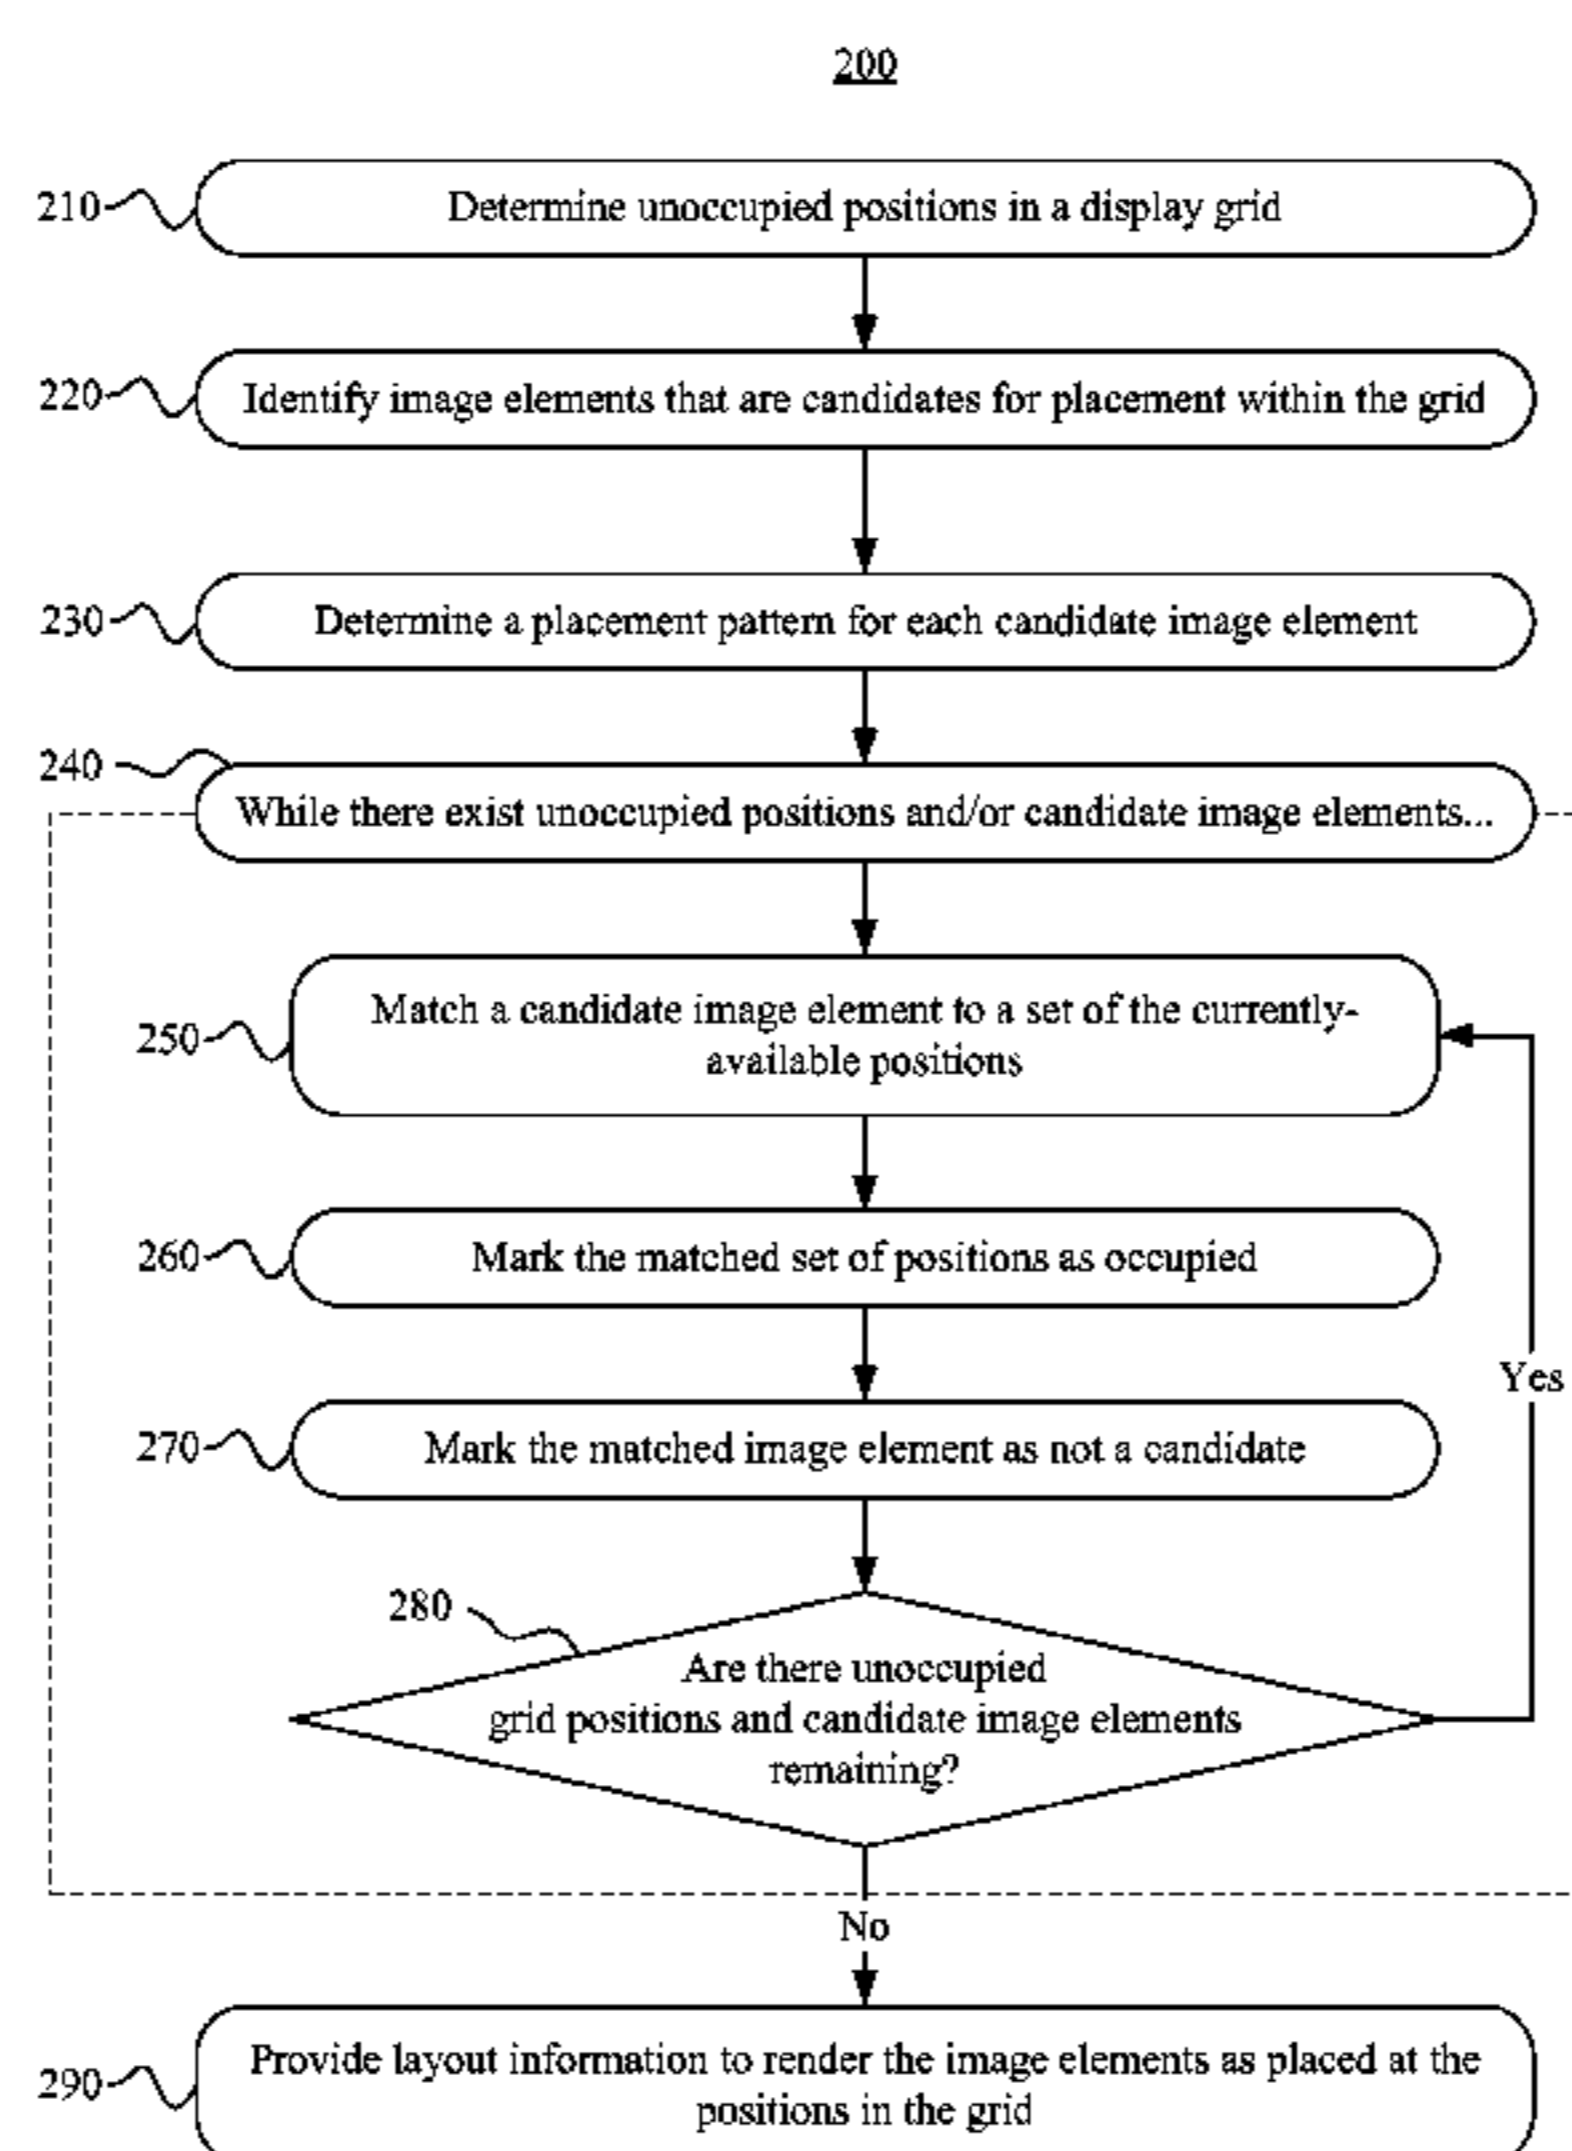 200
210
Determine unoccupied positions in a display grid
220
Identify image elements that are candidates for placement within the grid
230
Determine a placement pattern for each candidate image element
240
While there exist unoccupied positions and/or candidate image elements...
250
Match a candidate image element to a set of the currently-
available positions
260
Mark the matched set of positions as occupied
Yes
270
Mark the matched image element as not a candidate
280
Are there unoccupied
grid positions and candidate image elements
remaining?
No
290
Provide layout information to render the image elements as placed at the
positions in the grid